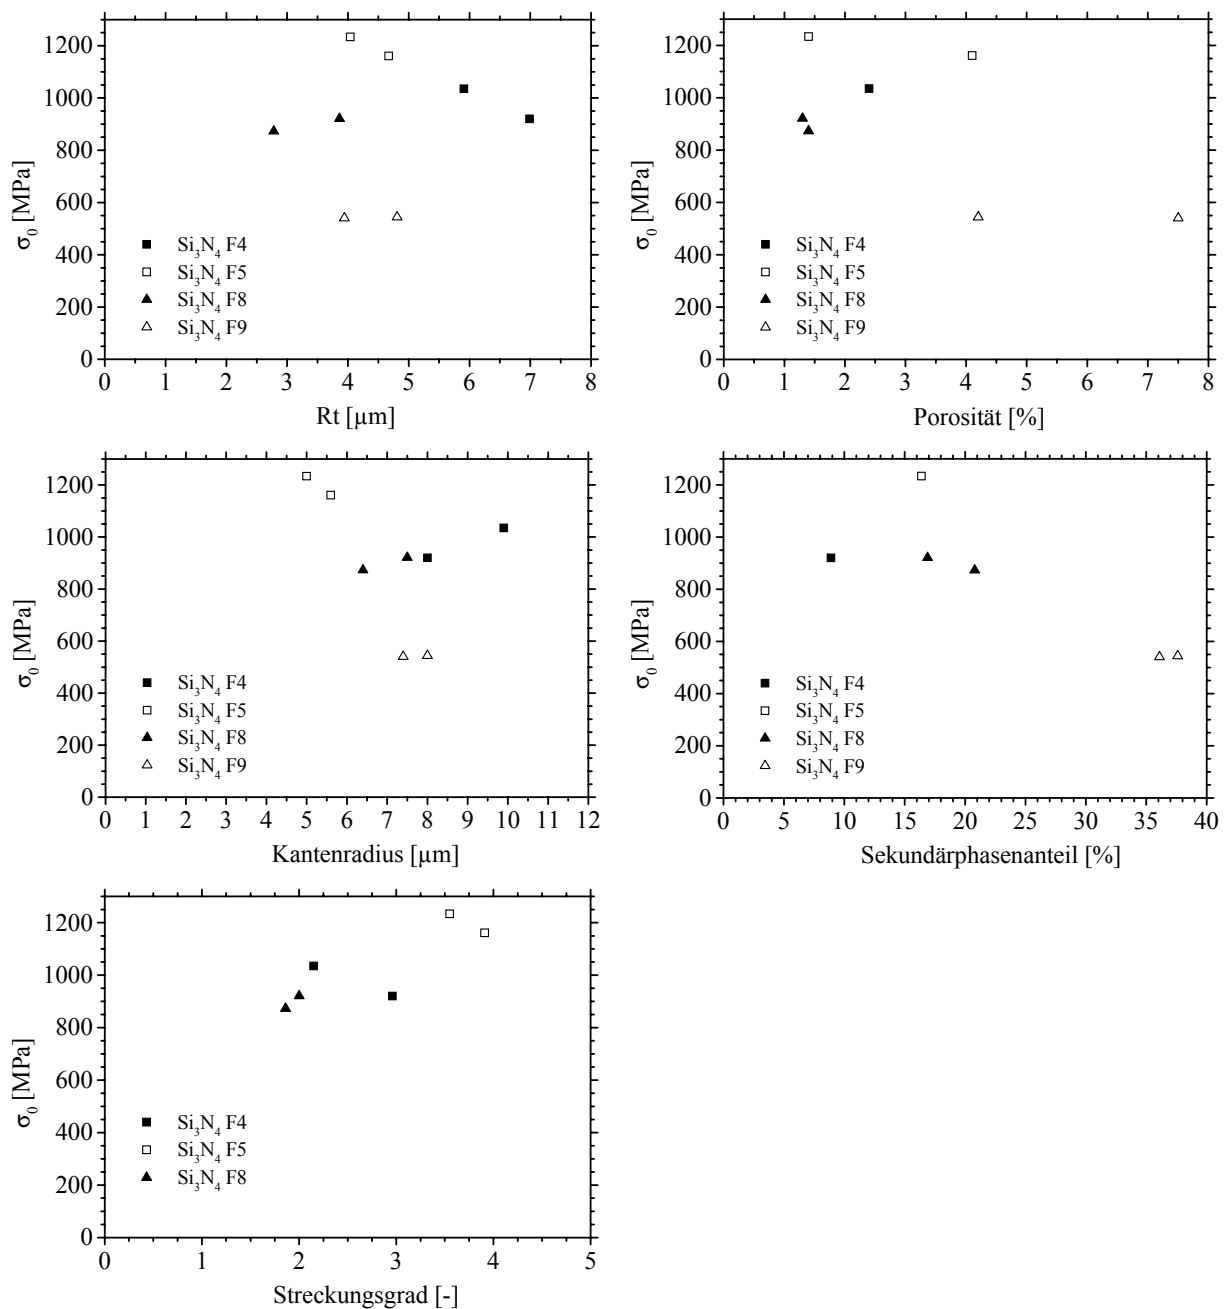 1200
1000
800
600
400
200
0
σ₀ [MPa]
Si₃N₄ F4
Si₃N₄ F5
Si₃N₄ F8
Si₃N₄ F9
0 1 2 3 4 5 6 7 8
Rt [µm]
1200
1000
800
600
400
200
0
σ₀ [MPa]
Si₃N₄ F4
Si₃N₄ F5
Si₃N₄ F8
Si₃N₄ F9
0 1 2 3 4 5 6 7 8
Porosität [%]
1200
1000
800
600
400
200
0
σ₀ [MPa]
Si₃N₄ F4
Si₃N₄ F5
Si₃N₄ F8
Si₃N₄ F9
0 1 2 3 4 5 6 7 8 9 10 11 12
Kantenradius [µm]
1200
1000
800
600
400
200
0
σ₀ [MPa]
Si₃N₄ F4
Si₃N₄ F5
Si₃N₄ F8
Si₃N₄ F9
0 5 10 15 20 25 30 35 40
Sekundärphasenanteil [%]
1200
1000
800
600
400
200
0
σ₀ [MPa]
Si₃N₄ F4
Si₃N₄ F5
Si₃N₄ F8
0 1 2 3 4 5
Streckungsgrad [-]